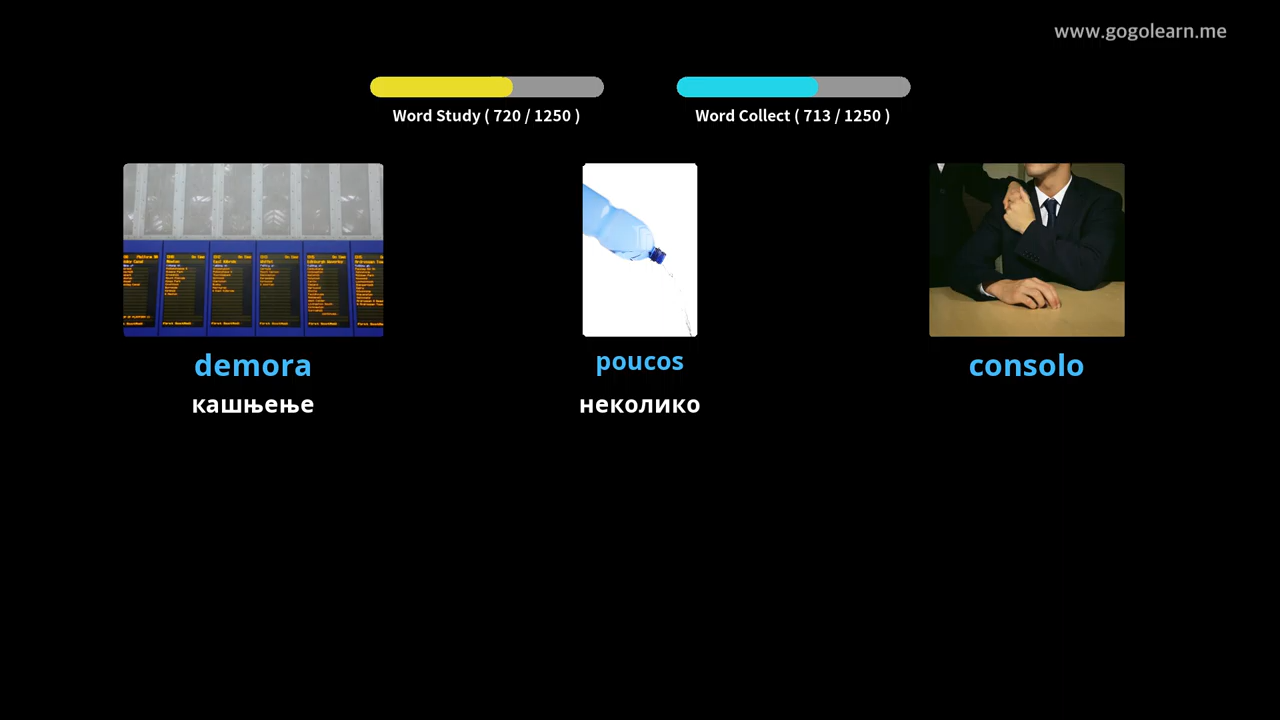 www.gogolearn.me
Word Study ( 720 / 1250 )
Word Collect ( 713 / 1250 )
demora
poucos
consolo
кашњење
неколико